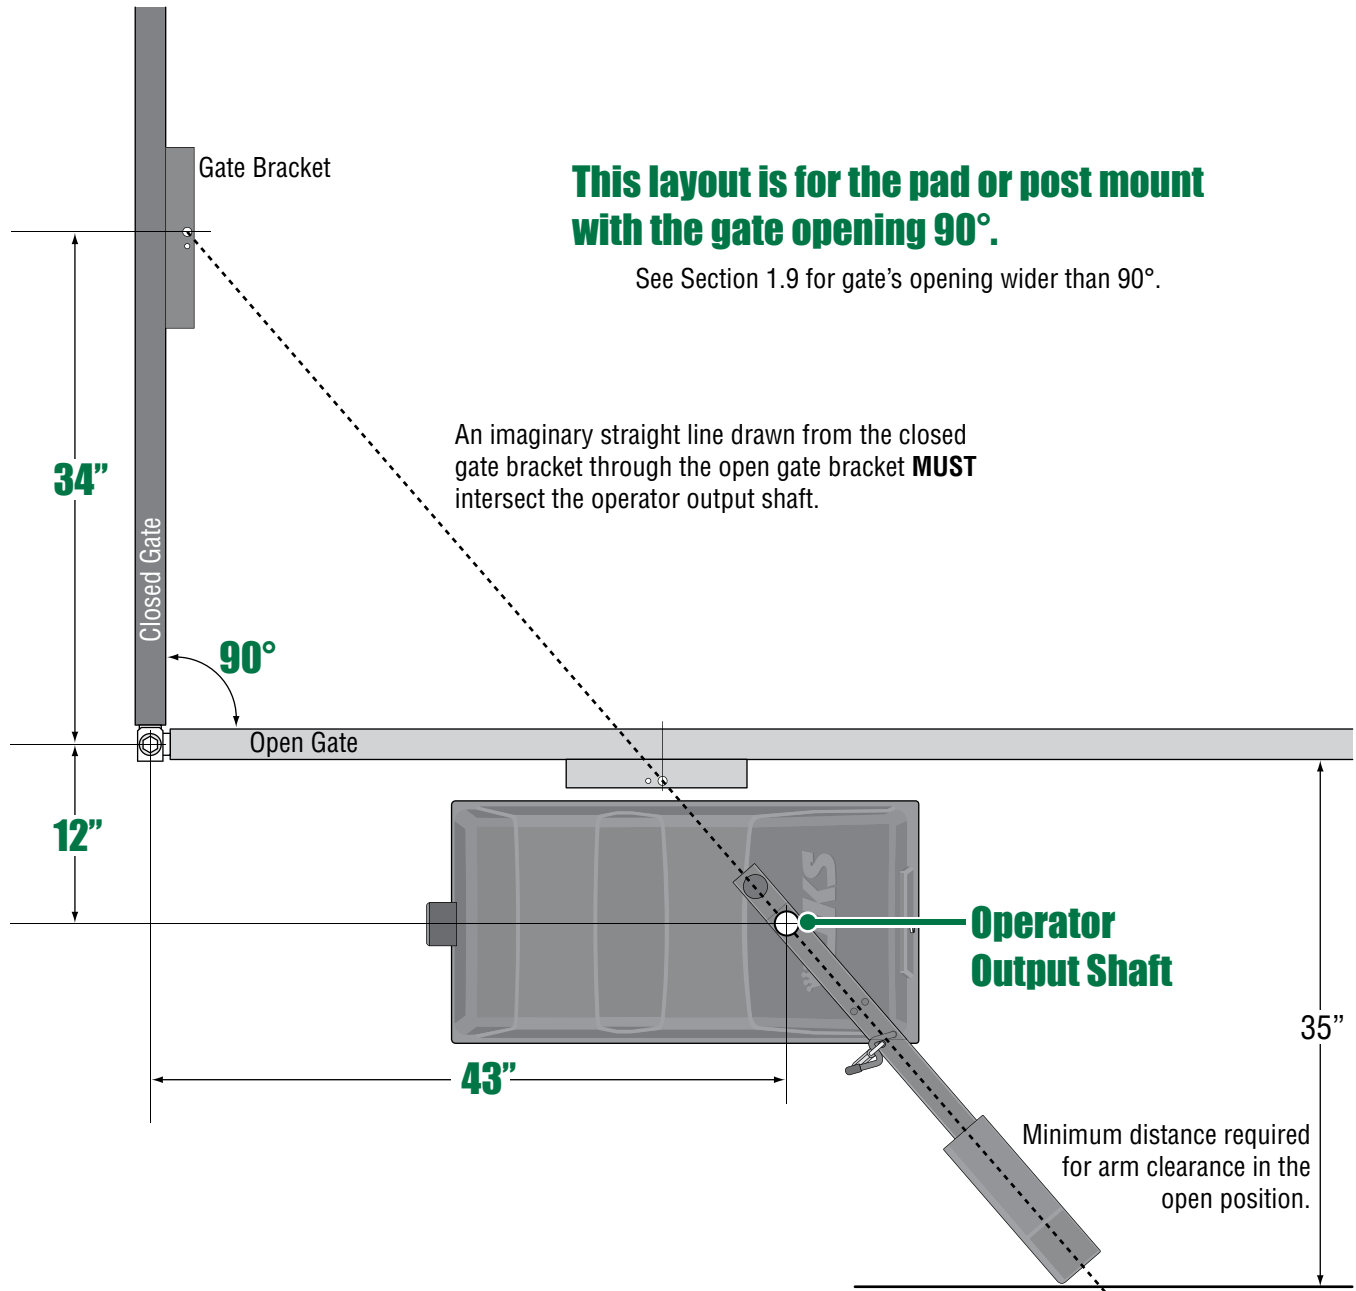 Gate Bracket
This layout is for the pad or post mount
with the gate opening 90°.
See Section 1.9 for gate’s opening wider than 90°.
An imaginary straight line drawn from the closed
gate bracket through the open gate bracket MUST
intersect the operator output shaft.
34”
Closed Gate
90°
Open Gate
12”
Operator
Output Shaft
35”
43”
Minimum distance required
for arm clearance in the
open position.